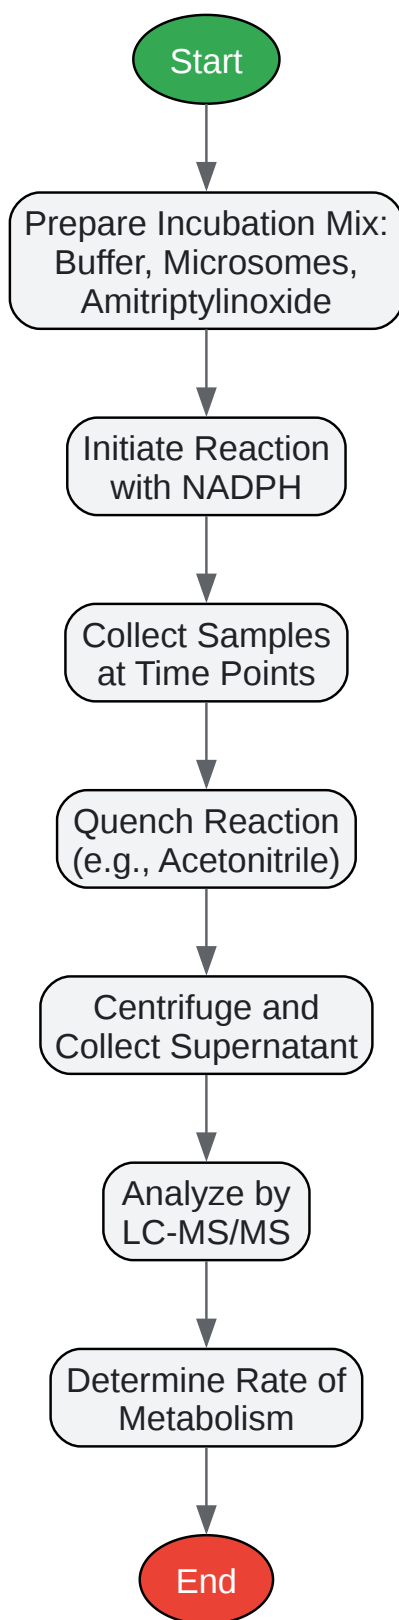 Start
Prepare Incubation Mix:
Buffer, Microsomes,
Amitriptylinoxide
Initiate Reaction
with NADPH
Collect Samples
at Time Points
Quench Reaction
(e.g., Acetonitrile)
Centrifuge and
Collect Supernatant
Analyze by
LC-MS/MS
Determine Rate of
Metabolism
End